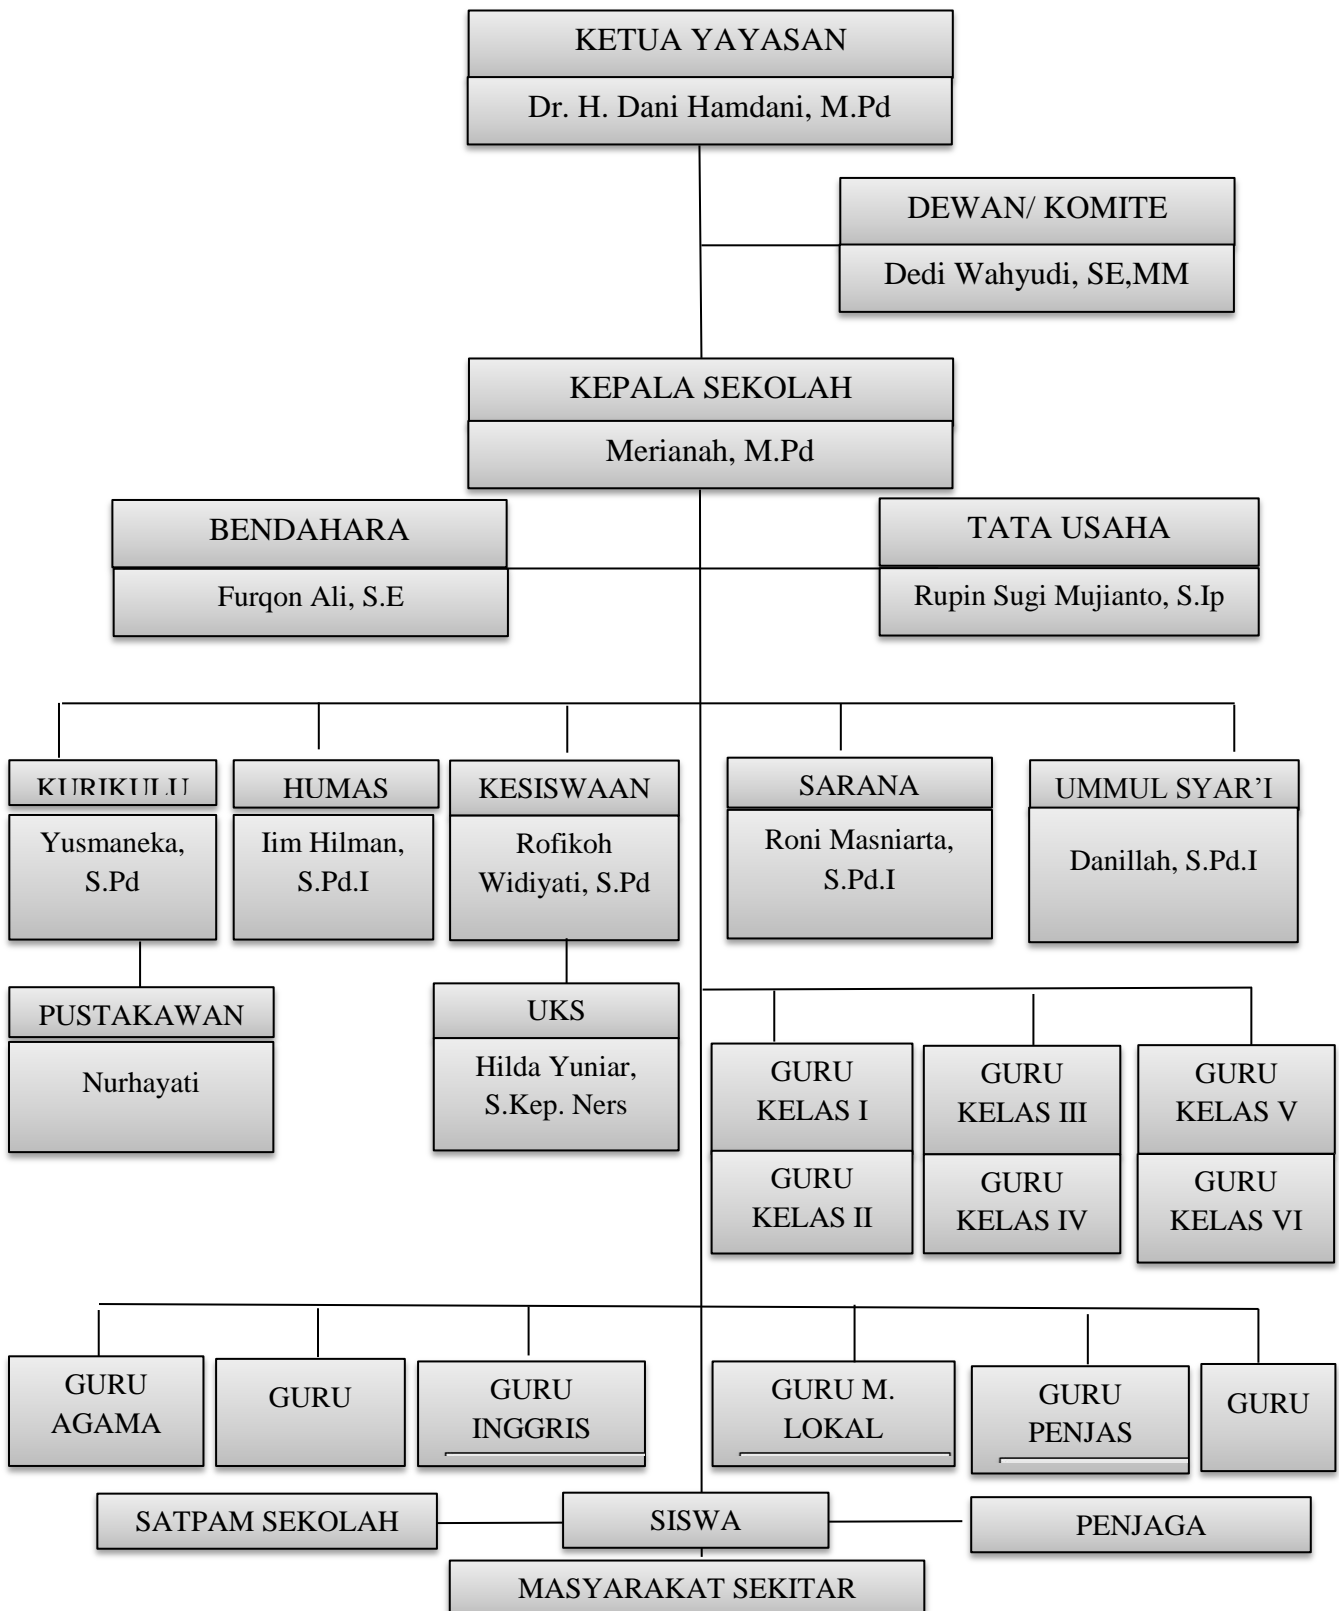 KETUA YAYASAN
Dr. H. Dani Hamdani, M.Pd
DEWAN/ KOMITE
Dedi Wahyudi, SE,MM
KEPALA SEKOLAH
Merianah, M.Pd
BENDAHARA
Furqon Ali, S.E
TATA USAHA
Rupin Sugi Mujianto, S.Ip
KURIKULU
Yusmaneka,
S.Pd
HUMAS
Iim Hilman,
S.Pd.I
KESISWAAN
Rofikoh
Widiyati, S.Pd
SARANA
Roni Masniarta,
S.Pd.I
UMMUL SYAR'I
Danillah, S.Pd.I
PUSTAKAWAN
Nurhayati
UKS
Hilda Yuniar,
S.Kep. Ners
GURU
KELAS I
GURU
KELAS II
GURU
KELAS III
GURU
KELAS IV
GURU
KELAS V
GURU
KELAS VI
GURU
AGAMA
GURU
GURU
INGGRIS
GURU M.
LOKAL
GURU
PENJAS
GURU
SATPAM SEKOLAH
SISWA
PENJAGA
MASYARAKAT SEKITAR